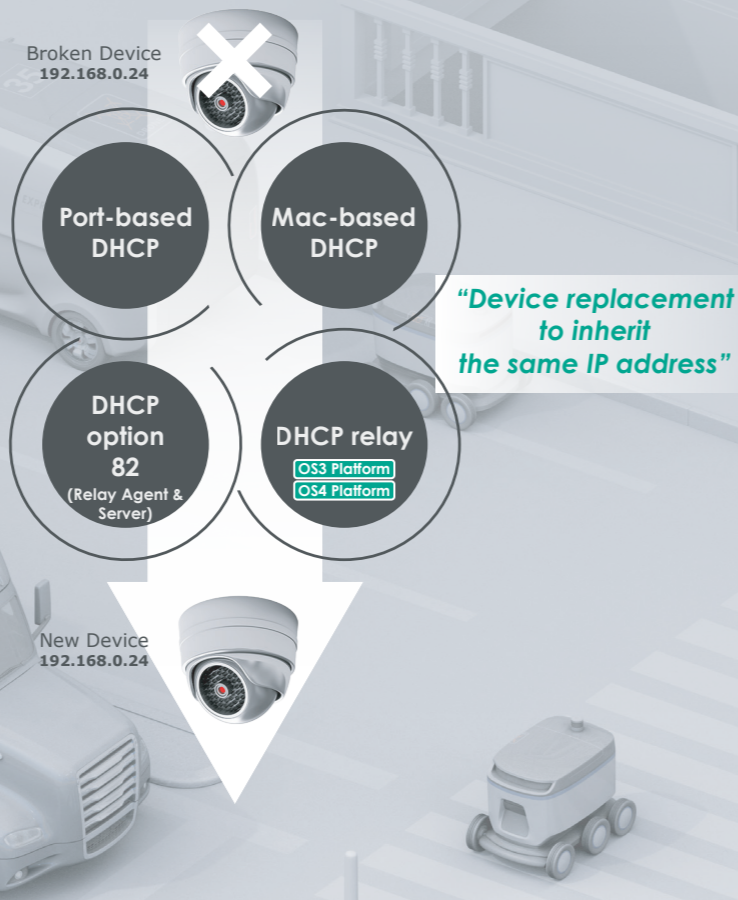 Broken Device
192.168.0.24
Port-based
DHCP
Mac-based
DHCP
“Device replacement
to inherit
the same IP address”
DHCP
option
82
(Relay Agent &
Server)
DHCP relay
OS3 Platform
OS4 Platform
New Device
192.168.0.24